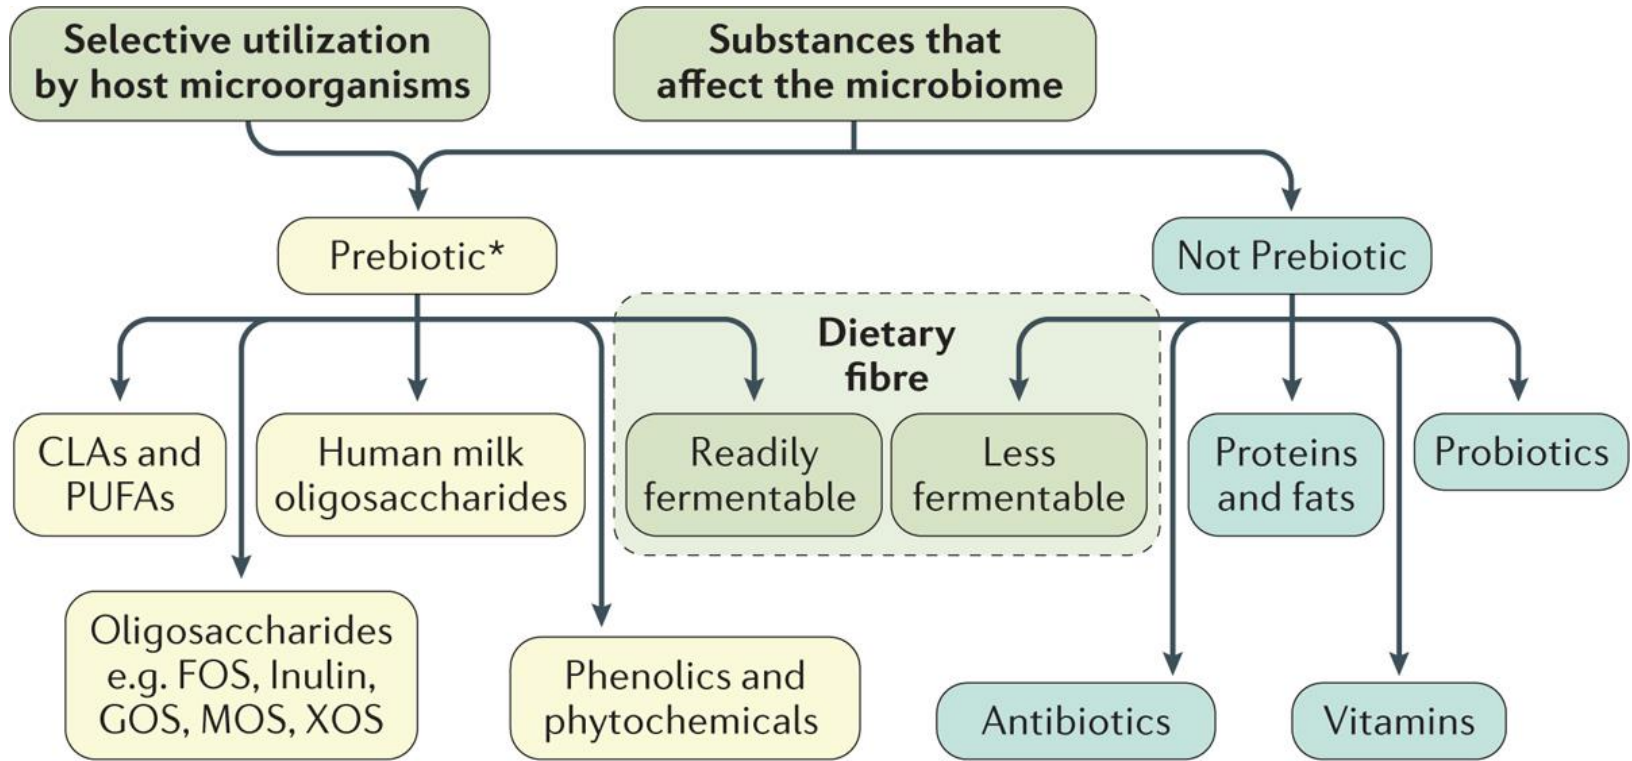 Selective utilization
by host microorganisms
Substances that
affect the microbiome
Prebiotic*
Not Prebiotic
Dietary
fibre
CLAs and
PUFAs
Human milk
oligosaccharides
Readily
fermentable
Less
fermentable
Proteins
and fats
Probiotics
Oligosaccharides
e.g. FOS, Inulin,
GOS, MOS, XOS
Phenolics and
phytochemicals
Antibiotics
Vitamins